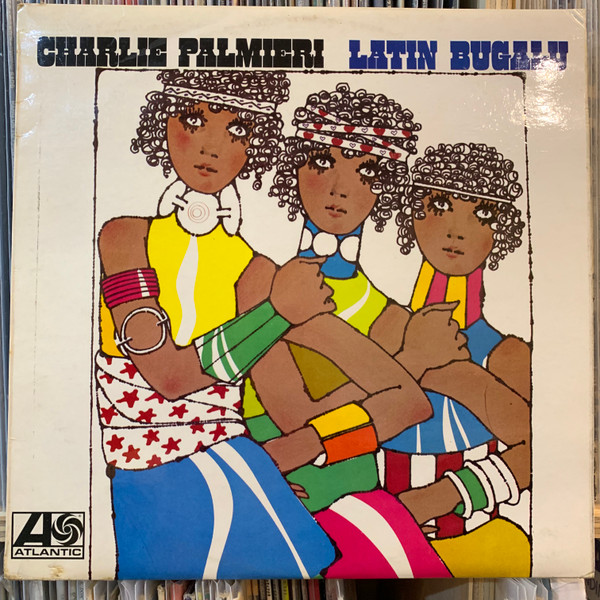 CHARLIE PALMIERI LATIN BUGALU
ATLANTIC